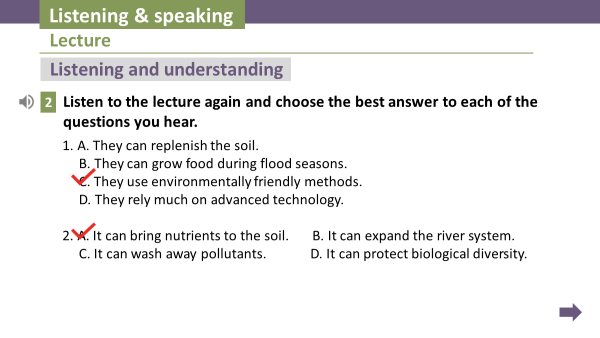 Listening & speaking
Lecture
Listening and understanding
2 Listen to the lecture again and choose the best answer to each of the
questions you hear.
1. A. They can replenish the soil.
B. They can grow food during flood seasons.
C. They use environmentally friendly methods.
D. They rely much on advanced technology.
2. A. It can bring nutrients to the soil. B. It can expand the river system.
C. It can wash away pollutants. D. It can protect biological diversity.